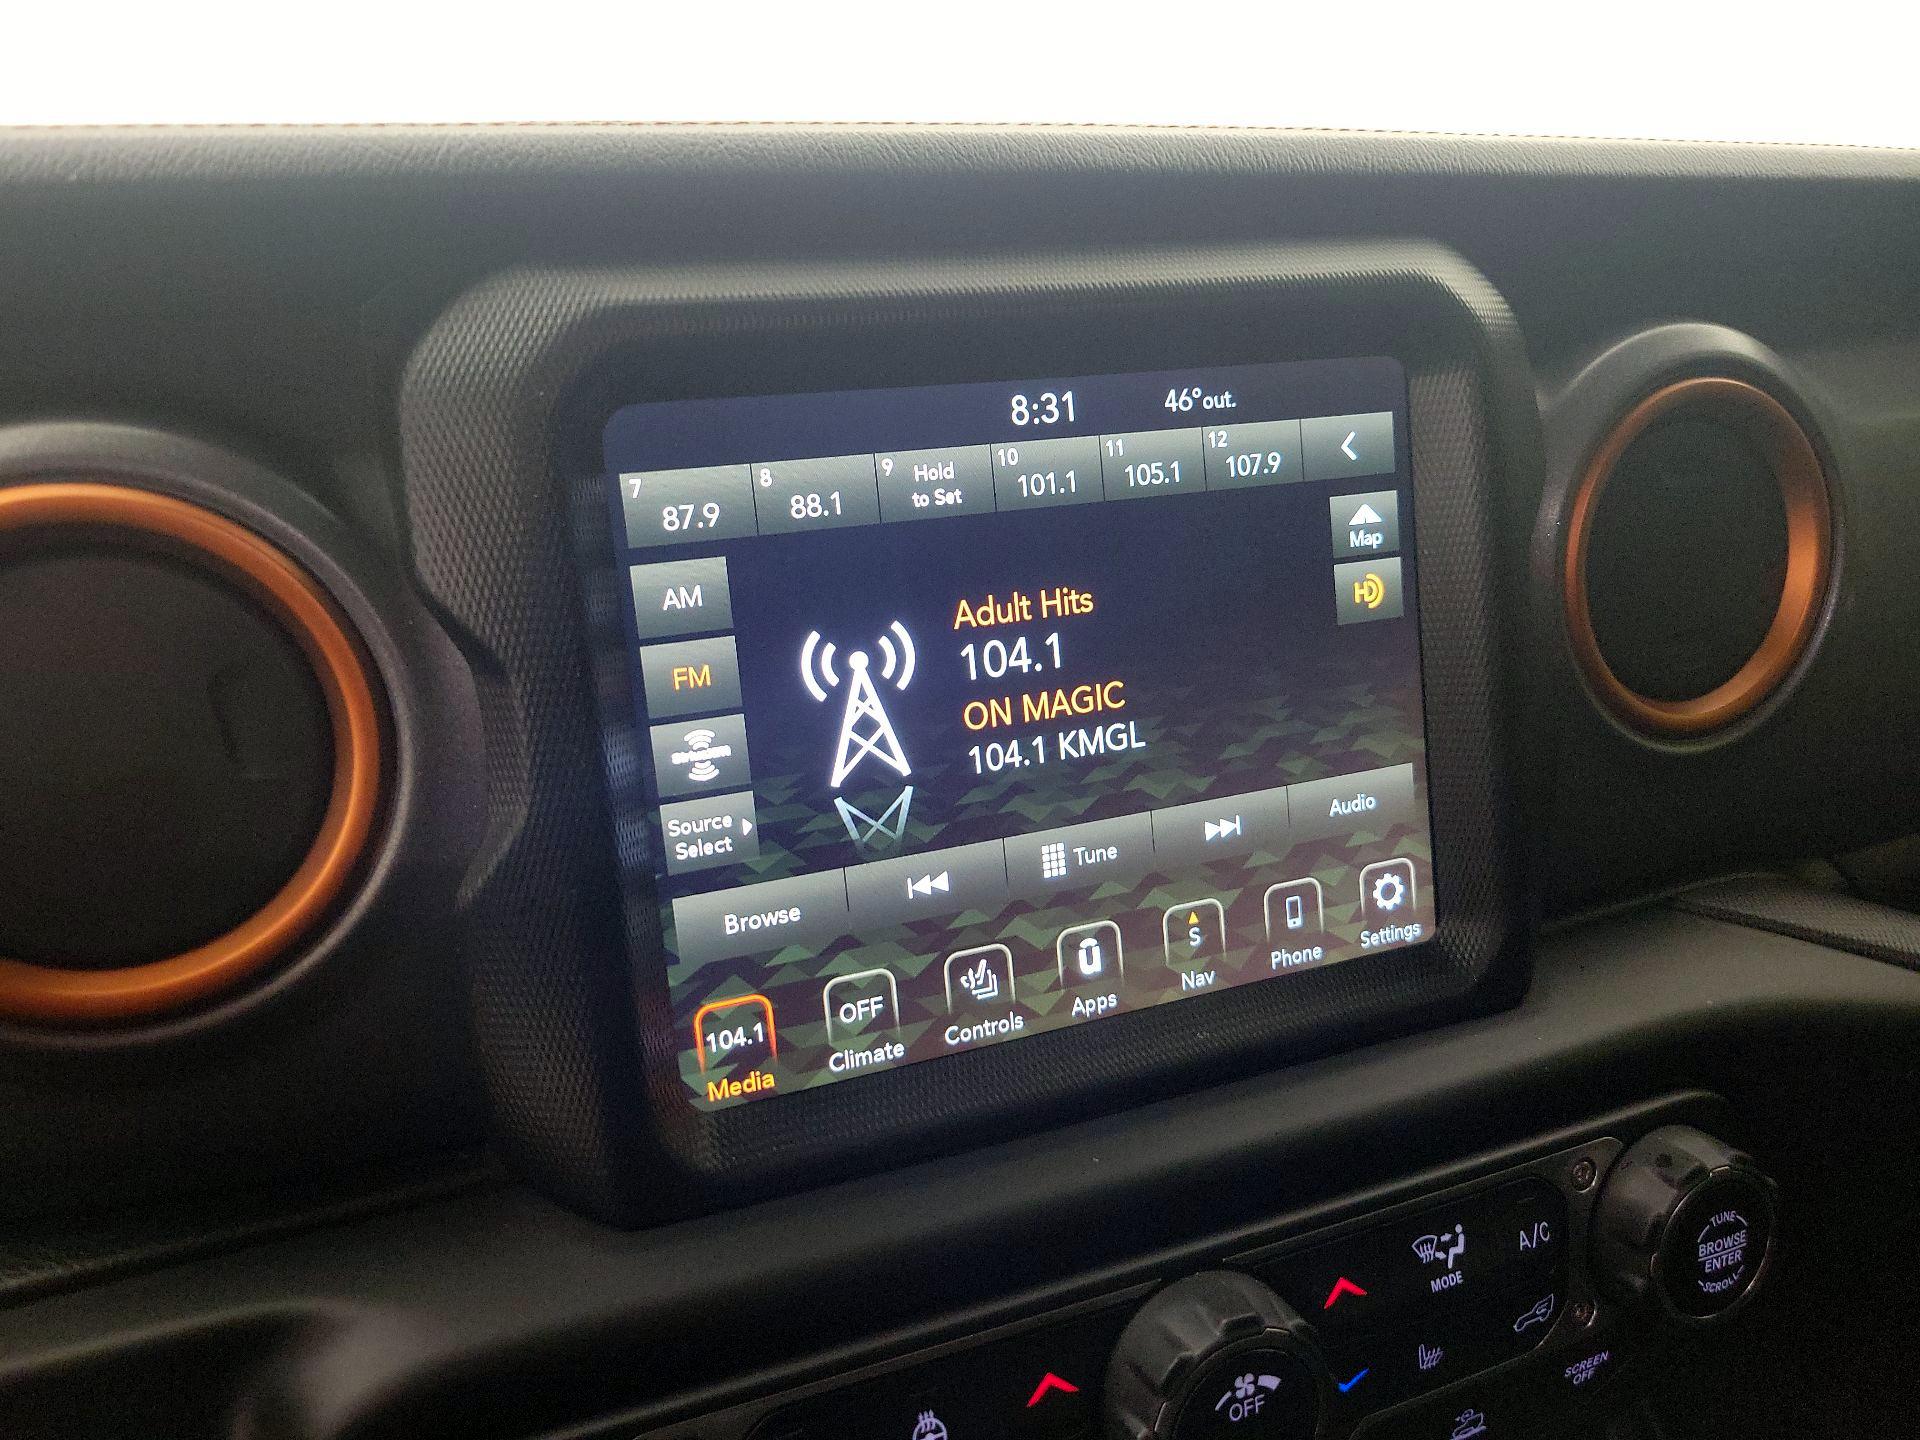 8:31 46°out.
7 87.9 8 88.1 9 Hold to Set 10 101.1 11 105.1 12 107.9
Map
AM
HD
Adult Hits
104.1
FM
ON MAGIC
104.1 KMGL
Source
Select
Audio
Tune
Browse
104.1 OFF S
Media Climate Controls Apps Nav Phone Settings
TUNE
BROWSE
ENTER
SCROLL
A/C
MODE
SCREEN
OFF
OFF